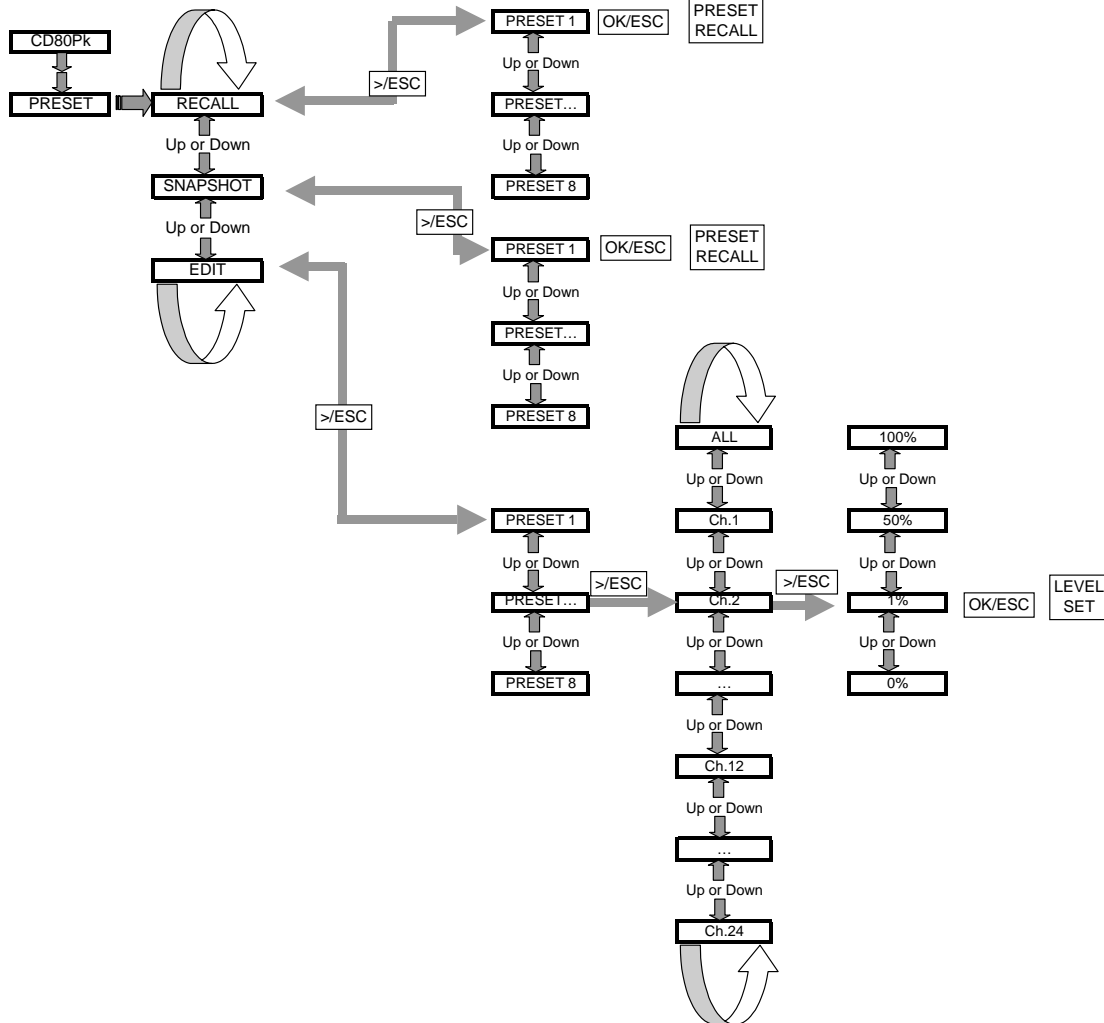 CD80Pk
PRESET
RECALL
Up or Down
SNAPSHOT
Up or Down
EDIT
>/ESC
PRESET 1
OK/ESC
PRESET
RECALL
Up or Down
PRESET…
Up or Down
PRESET 8
>/ESC
PRESET 1
OK/ESC
PRESET
RECALL
Up or Down
PRESET…
Up or Down
PRESET 8
>/ESC
PRESET 1
Up or Down
PRESET…
Up or Down
PRESET 8
>/ESC
ALL
Up or Down
Ch.1
Up or Down
Ch.2
Up or Down
…
Up or Down
Ch.12
Up or Down
…
Up or Down
Ch.24
>/ESC
100%
Up or Down
50%
Up or Down
1%
Up or Down
0%
OK/ESC
LEVEL
SET